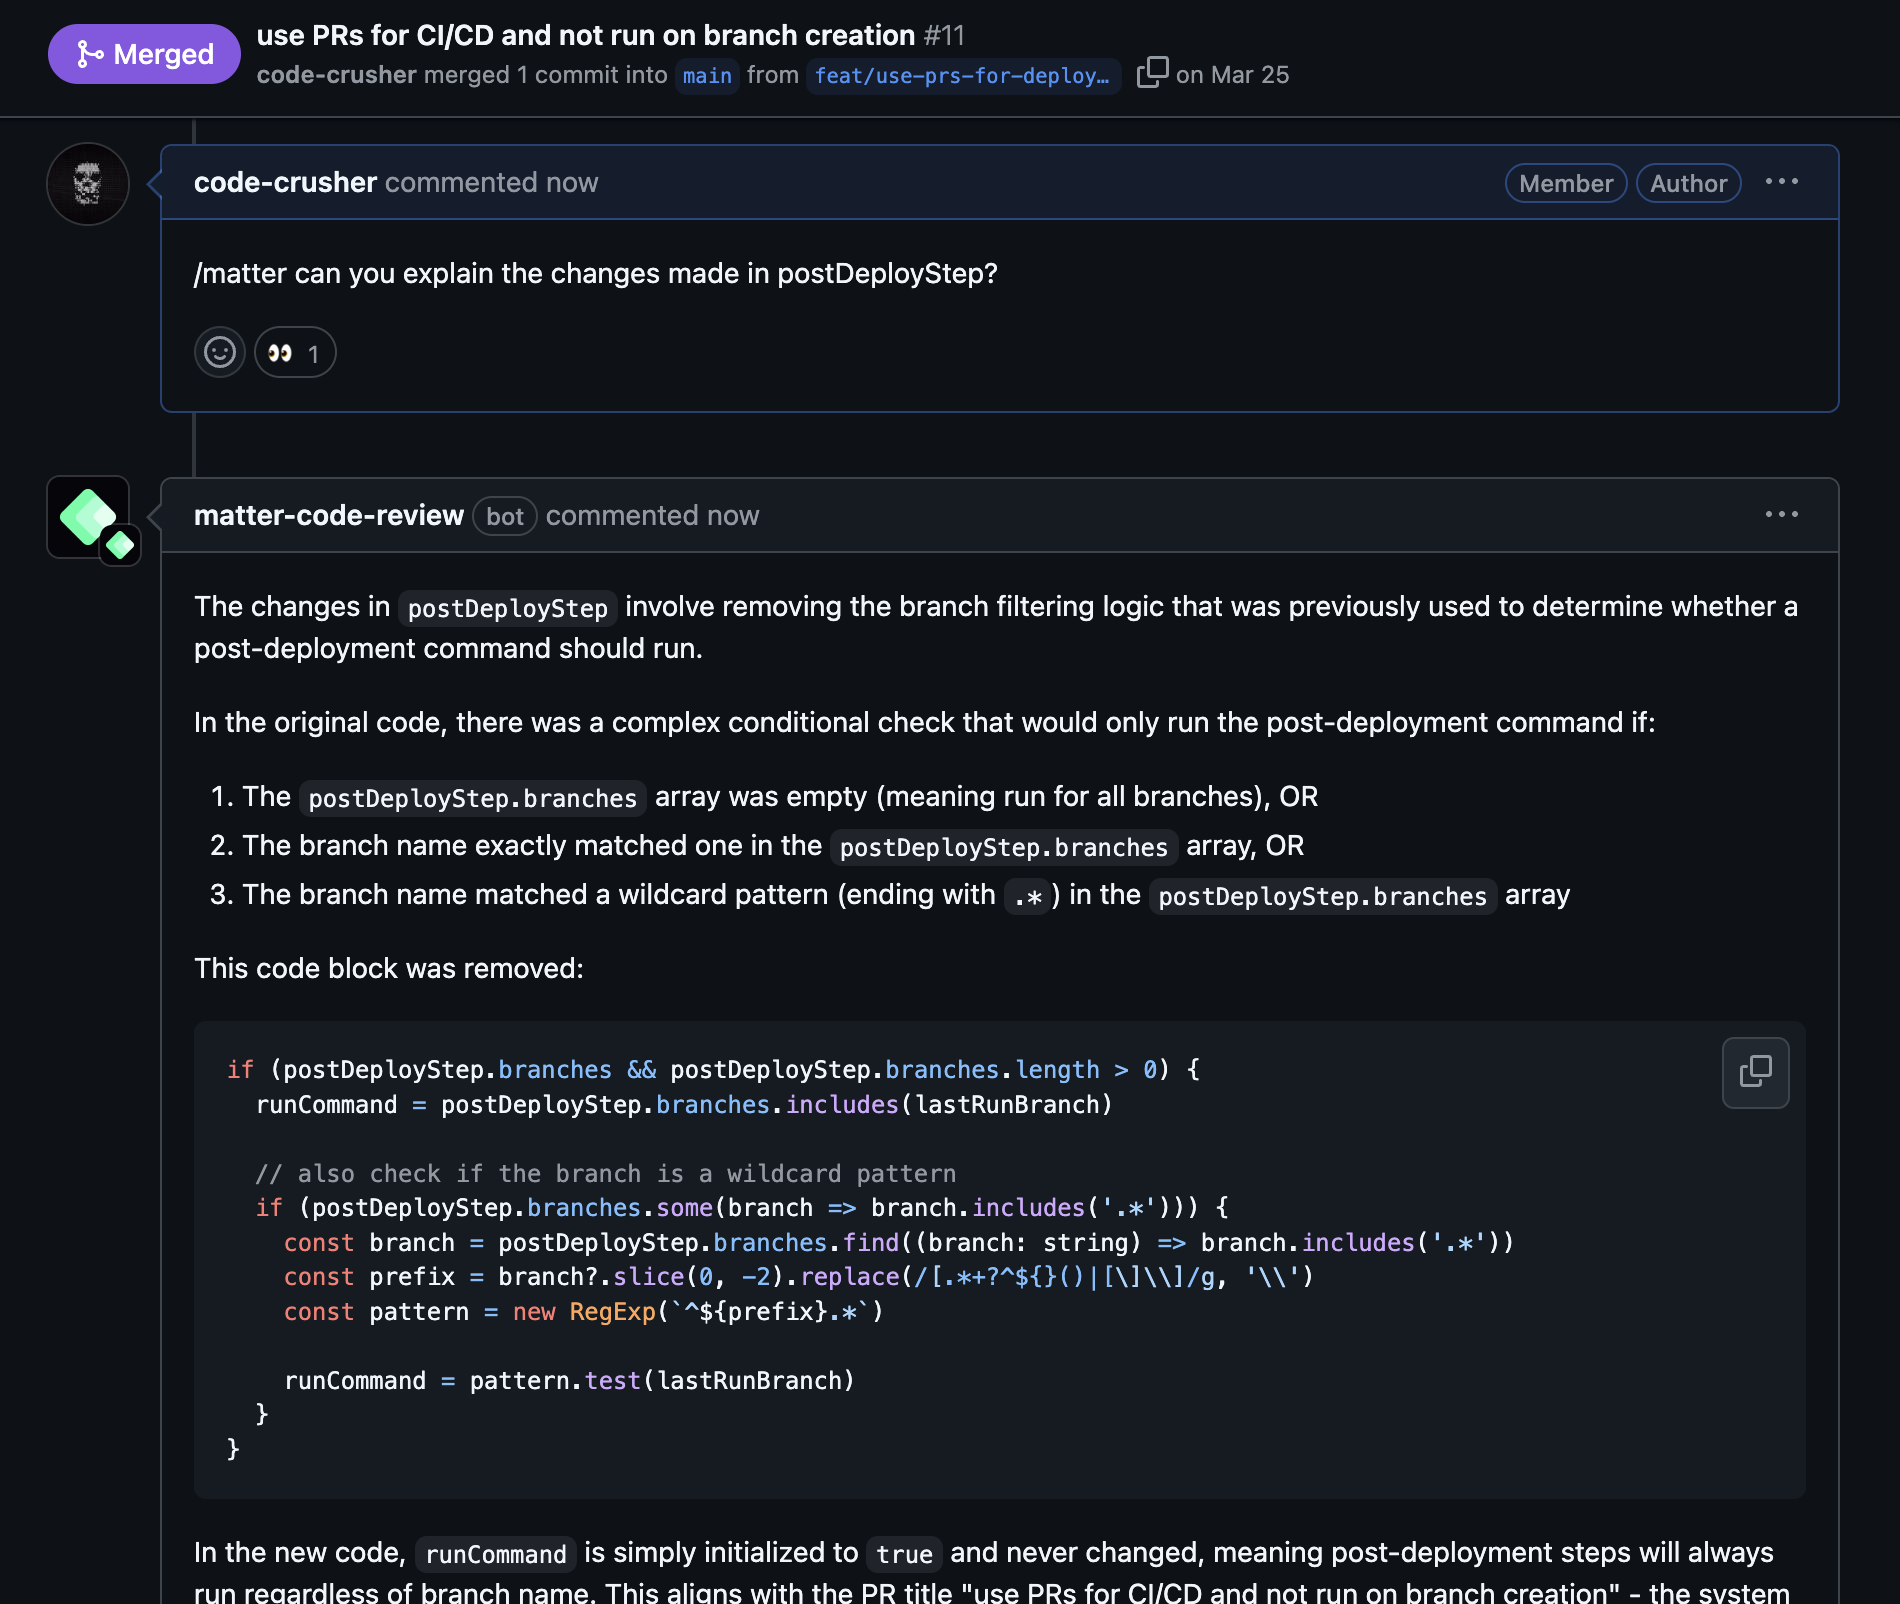 Merged
use PRs for CI/CD and not run on branch creation #11
code-crusher merged 1 commit into main from feat/use-prs-for-deploy… on Mar 25
code-crusher commented now
Member
Author
/matter can you explain the changes made in postDeployStep?
👀 1
matter-code-review bot commented now
The changes in postDeployStep involve removing the branch filtering logic that was previously used to determine whether a
post-deployment command should run.
In the original code, there was a complex conditional check that would only run the post-deployment command if:
1. The postDeployStep.branches array was empty (meaning run for all branches), OR
2. The branch name exactly matched one in the postDeployStep.branches array, OR
3. The branch name matched a wildcard pattern (ending with .*) in the postDeployStep.branches array
This code block was removed:
if (postDeployStep.branches && postDeployStep.branches.length > 0) {
  runCommand = postDeployStep.branches.includes(lastRunBranch)
  // also check if the branch is a wildcard pattern
  if (postDeployStep.branches.some(branch => branch.includes('.*'))) {
    const branch = postDeployStep.branches.find((branch: string) => branch.includes('.*'))
    const prefix = branch?.slice(0, -2).replace(/[.*+?^${}()|[\]\\]/g, '\\')
    const pattern = new RegExp(`^${prefix}.*`)
    runCommand = pattern.test(lastRunBranch)
  }
}
In the new code, runCommand is simply initialized to true and never changed, meaning post-deployment steps will always
run regardless of branch name. This aligns with the PR title "use PRs for CI/CD and not run on branch creation" - the system